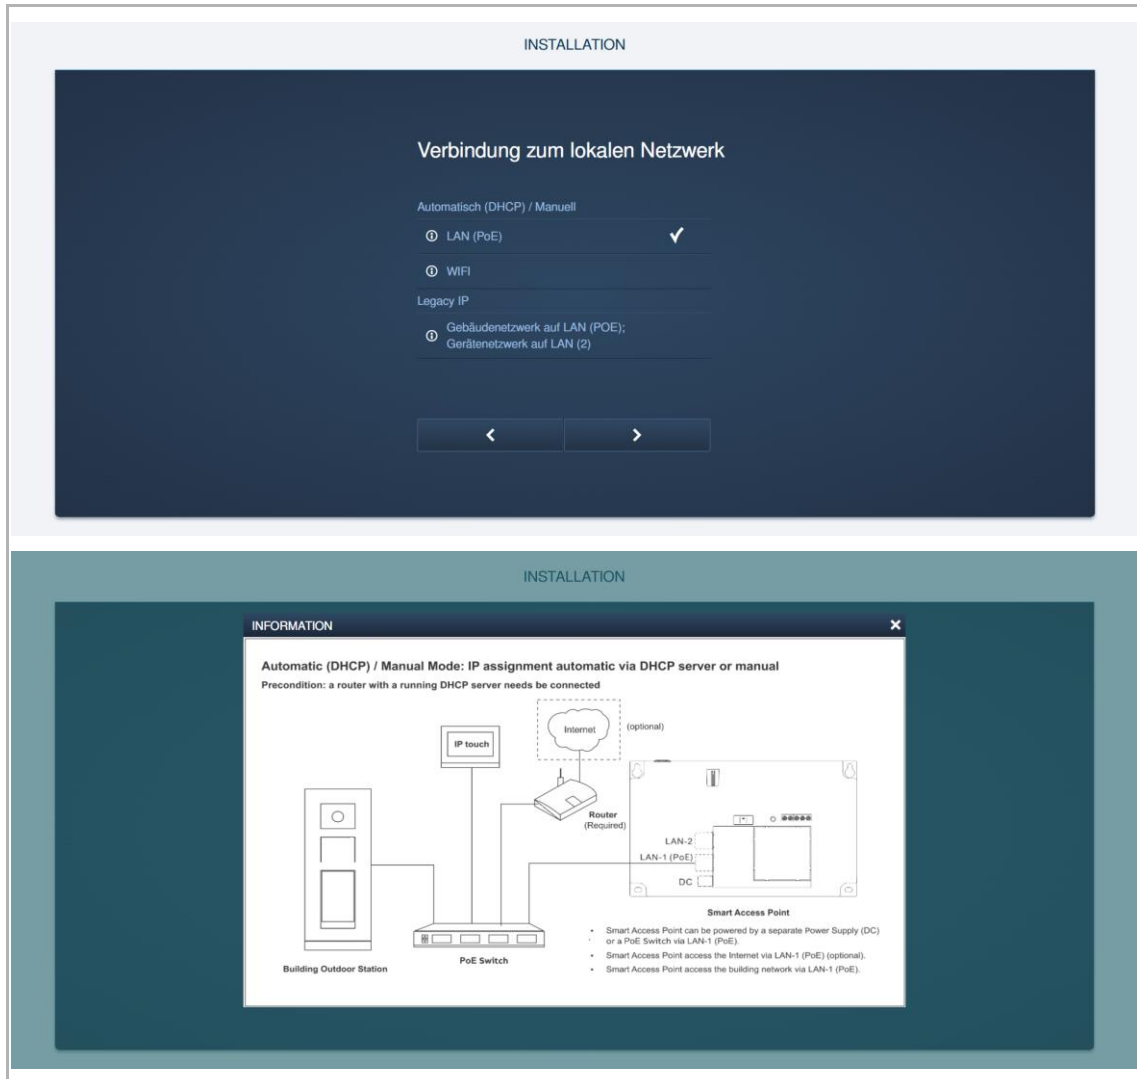 INSTALLATION
Verbindung zum lokalen Netzwerk
Automatisch (DHCP) / Manuell
LAN (PoE)
WIFI
Legacy IP
Gebäudenetzwerk auf LAN (POE);
Gerätenetzwerk auf LAN (2)
INSTALLATION
INFORMATION
Automatic (DHCP) / Manual Mode: IP assignment automatic via DHCP server or manual
Precondition: a router with a running DHCP server needs be connected
Internet
(optional)
IP touch
Router
(Required)
LAN-2
LAN-1 (PoE)
DC
Smart Access Point
Building Outdoor Station
PoE Switch
• Smart Access Point can be powered by a separate Power Supply (DC)
or a PoE Switch via LAN-1 (PoE).
• Smart Access Point access the Internet via LAN-1 (PoE) (optional).
• Smart Access Point access the building network via LAN-1 (PoE).